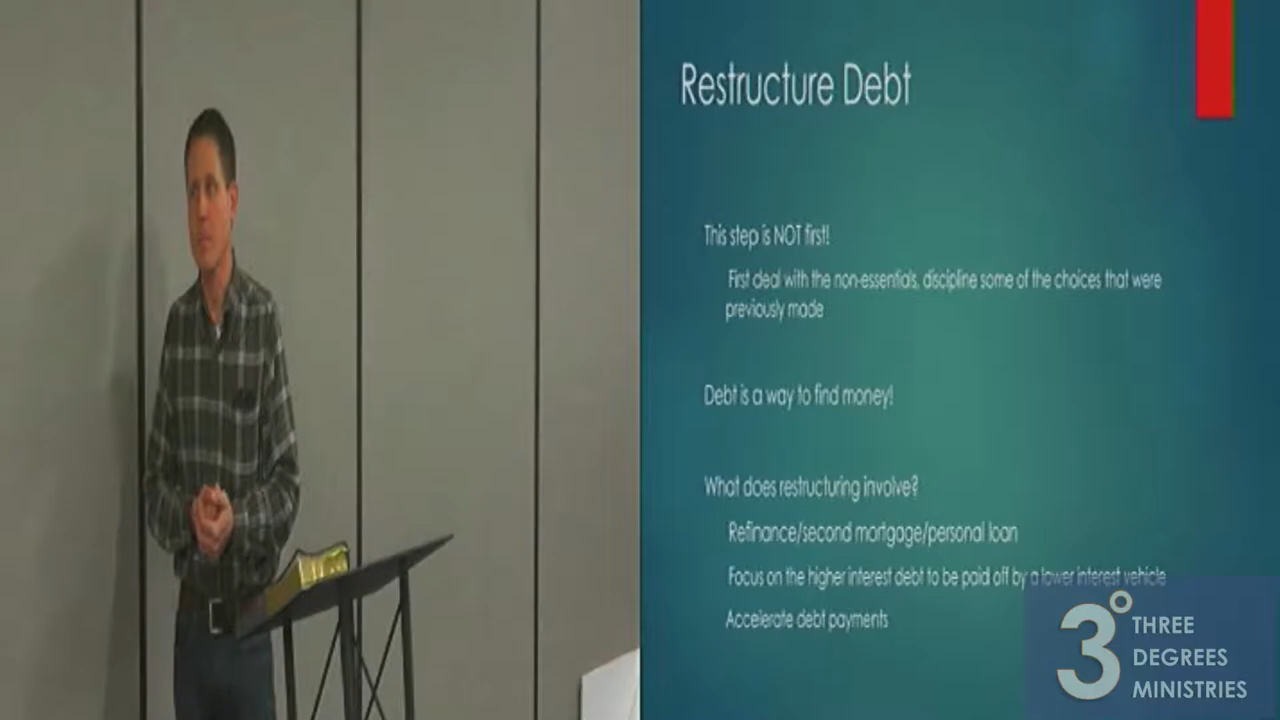 Restructure Debt
This step is NOT first!
First deal with the non-essentials, discipline some of the choices that were
previously made
Debt is a way to find money!
What does restructuring involve?
Refinance/second mortgage/personal loan
Focus on the higher interest debt to be paid off by a lower interest vehicle
Accelerate debt payments
3° THREE
DEGREES
MINISTRIES